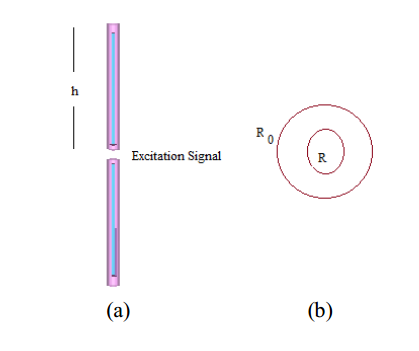 h
Excitation Signal
R0
R
(a)
(b)